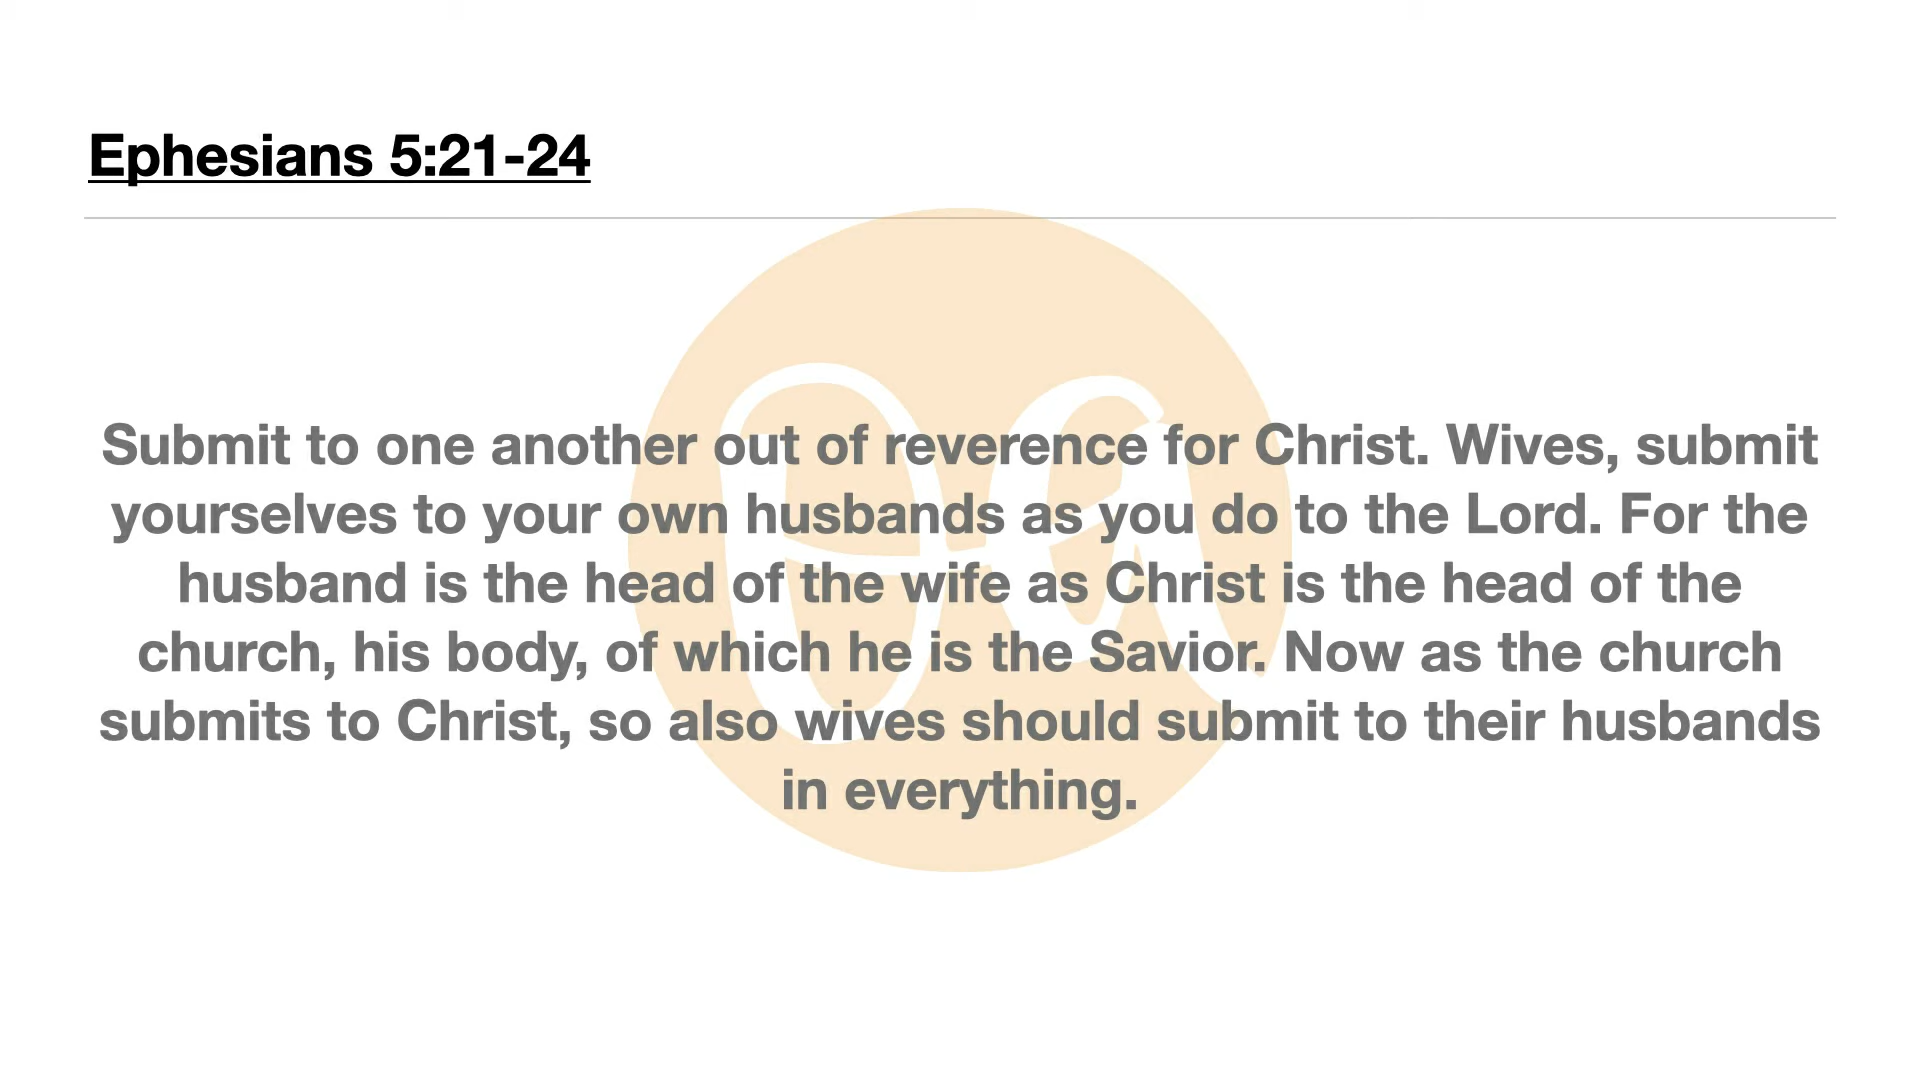 Ephesians 5:21-24
Submit to one another out of reverence for Christ. Wives, submit
yourselves to your own husbands as you do to the Lord. For the
husband is the head of the wife as Christ is the head of the
church, his body, of which he is the Savior. Now as the church
submits to Christ, so also wives should submit to their husbands
in everything.